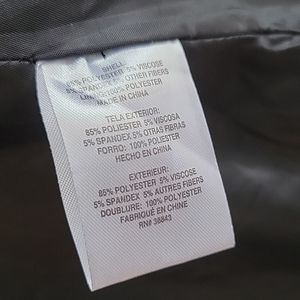 SHELL:
85% POLYESTER 5% VISCOSE
5% SPANDEX 5% OTHER FIBERS
LINING: 100% POLYESTER
MADE IN CHINA
TELA EXTERIOR:
85% POLIESTER 5% VISCOSA
5% SPANDEX 5% OTRAS FIBRAS
FORRO: 100% POLIESTER
HECHO EN CHINA
EXTERIEUR:
85% POLYESTER 5% VISCOSE
5% SPANDEX 5% AUTRES FIBERS
DOUBLURE: 100% POLYESTER
FABRIQUÉ EN CHINE
RN# 38843